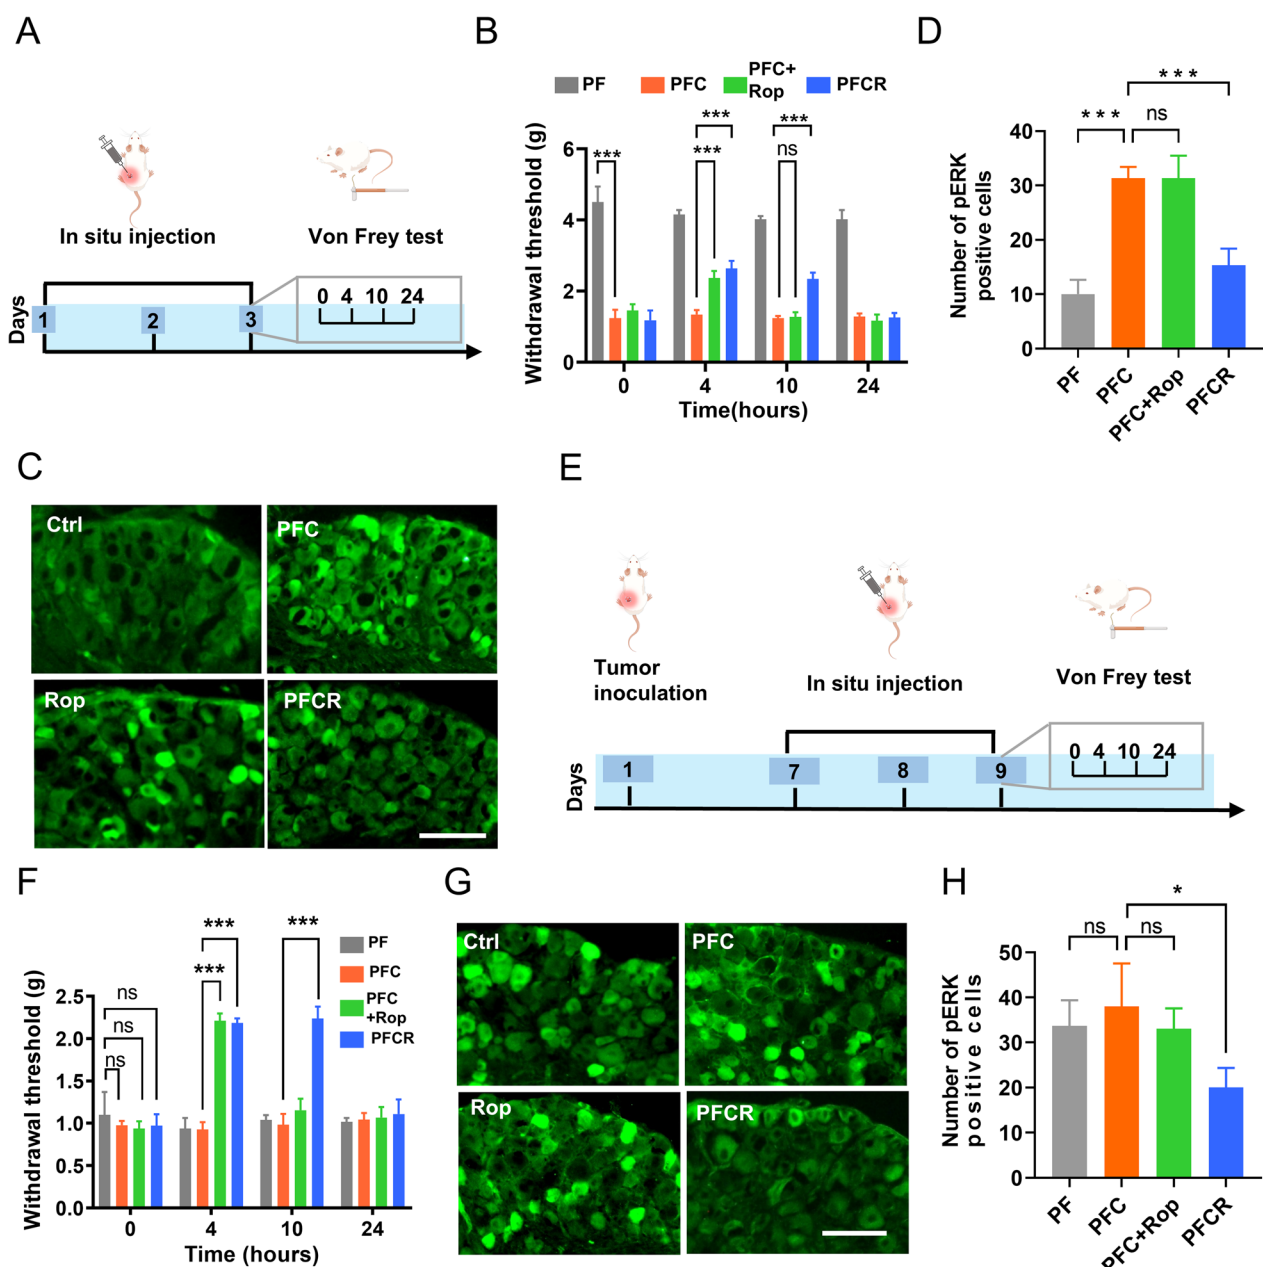 A
In situ injection
Von Frey test
Days
1
2
3
0 4 10 24
B
PF
PFC
PFC+
Rop
PFCR
Withdrawal threshold (g)
6
4
2
0
***
***
***
***
ns
0 4 10 24
Time(hours)
D
Number of pERK
positive cells
40
30
20
10
0
***
***
ns
PF
PFC
PFC+Rop
PFCR
C
Ctrl
PFC
Rop
PFCR
E
Tumor
inoculation
In situ injection
Von Frey test
Days
1
7
8
9
0 4 10 24
F
PF
PFC
PFC
+Rop
PFCR
Withdrawal threshold (g)
2.5
2.0
1.5
1.0
0.5
0.0
ns
ns
ns
***
***
***
0 4 10 24
Time (hours)
G
Ctrl
PFC
Rop
PFCR
H
Number of pERK
positive cells
50
40
30
20
10
0
*
ns
ns
PF
PFC
PFC+Rop
PFCR